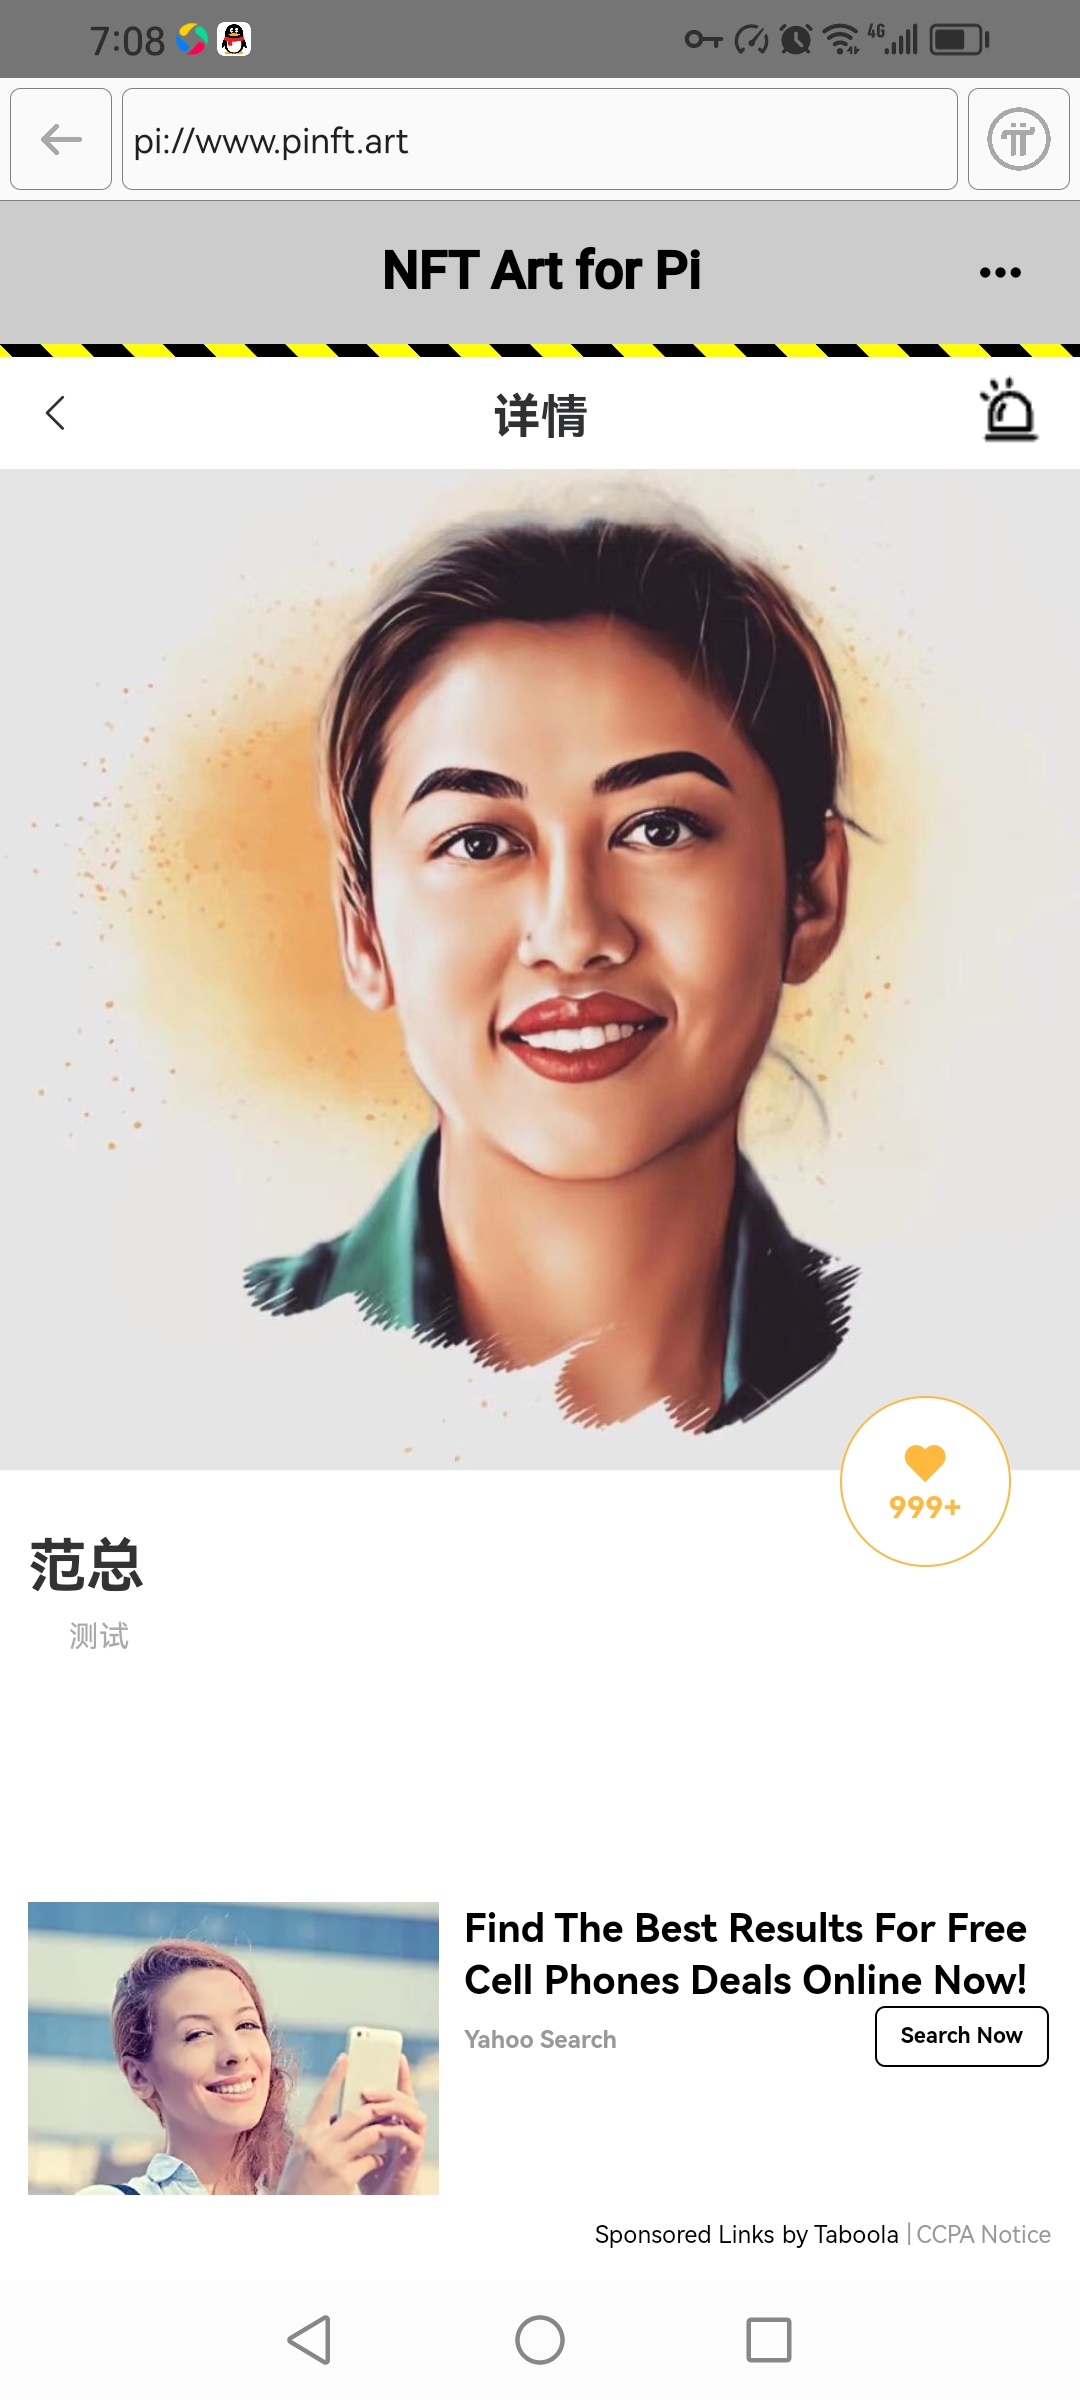 7:08
4G
pi://www.pinft.art
NFT Art for Pi
详情
999+
范总
测试
Find The Best Results For Free
Cell Phones Deals Online Now!
Yahoo Search
Search Now
Sponsored Links by Taboola | CCPA Notice